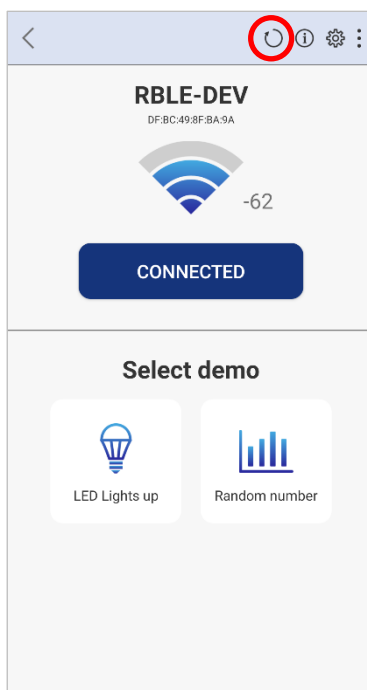 RBLE-DEV
DF:BC:49:8F:BA:9A
-62
CONNECTED
Select demo
LED Lights up
Random number